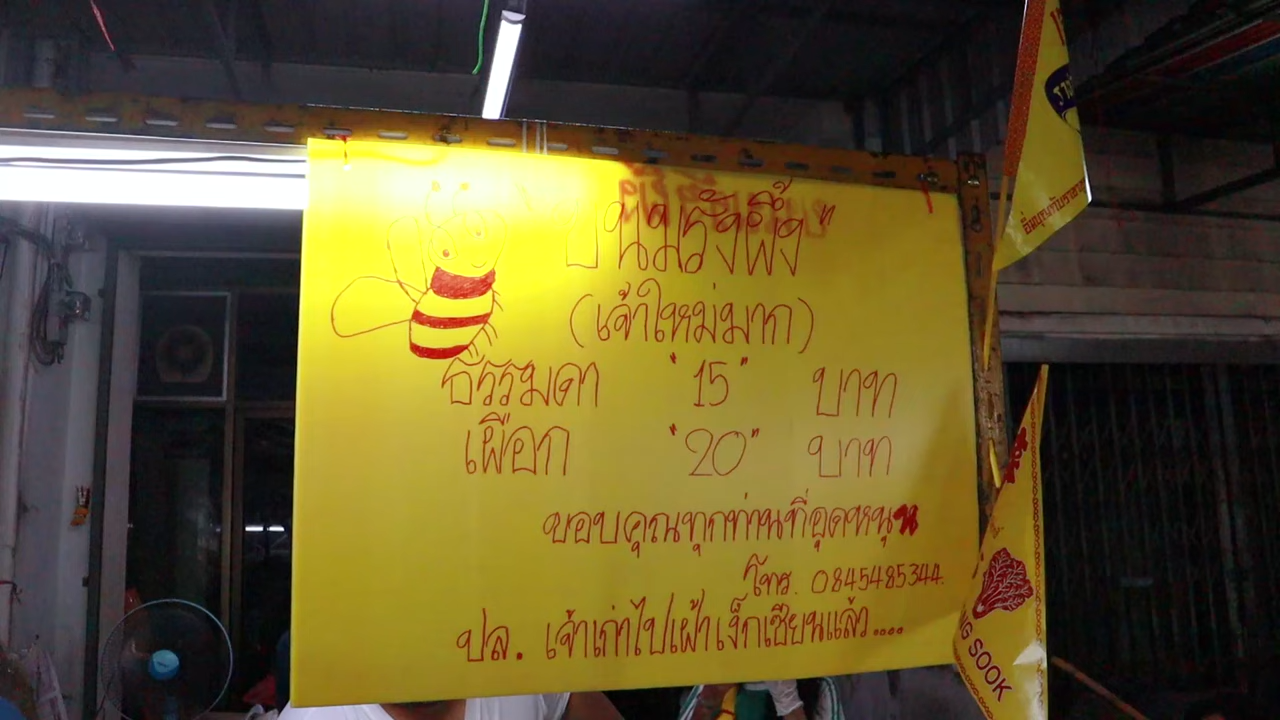 "ขนมรังผึ้ง"
(เจ้าใหม่มาก)
ธรรมดา "15" บาท
เผือก "20" บาท
ขอบคุณทุกท่านที่อุดหนุน
โทร. 0845485344.
ปล. เจ้าเก่าไปเฝ้าเง็กเซียนแล้ว....
NG SOOK